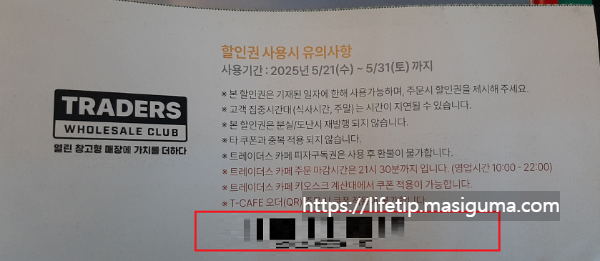 할인권 사용시 유의사항
사용기간 : 2025년 5/21(수) ~ 5/31(토) 까지
TRADERS
WHOLESALE CLUB
열린 창고형 매장에 가치를 더하다
※ 본 할인권은 기재된 일자에 한해 사용가능하며, 주문시 할인권을 제시해 주세요.
※ 고객 집중시간대 (식사시간, 주말)는 시간이 지연될 수 있습니다.
※ 본 할인권은 분실/도난시 재발행 되지 않습니다.
※ 타 쿠폰과 중복 적용 되지 않습니다.
※ 트레이더스 카페 피자구독권은 사용 후 환불이 불가합니다.
※ 트레이더스 카페 주문 마감시간은 21시 30분까지 입니다. (영업시간 10:00 - 22:00)
※ 트레이더스 카페 키오스크 계산대에서 쿠폰 적용이 가능합니다.
※ T-CAFE 오더(QR)
https://lifetip.masiguma.com